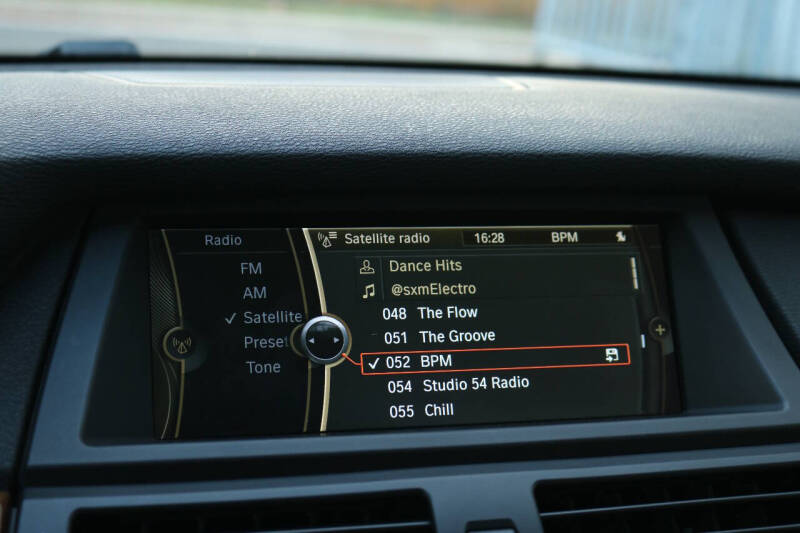 Radio
FM
AM
Satellite
Preset
Tone
Satellite radio 16:28 BPM
Dance Hits
@sxmElectro
048 The Flow
051 The Groove
052 BPM
054 Studio 54 Radio
055 Chill